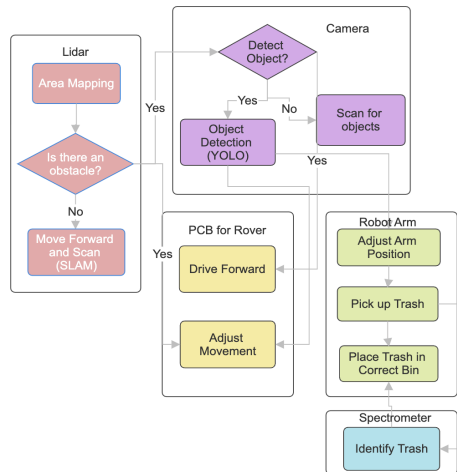 Camera
Lidar
Detect
Object?
Area Mapping
Yes
Yes
No
Scan for
objects
Object
Detection
(YOLO)
Is there an
obstacle?
Yes
No
Move Forward
and Scan
(SLAM)
Yes
PCB for Rover
Drive Forward
Adjust
Movement
Robot Arm
Adjust Arm
Position
Pick up Trash
Place Trash in
Correct Bin
Spectrometer
Identify Trash